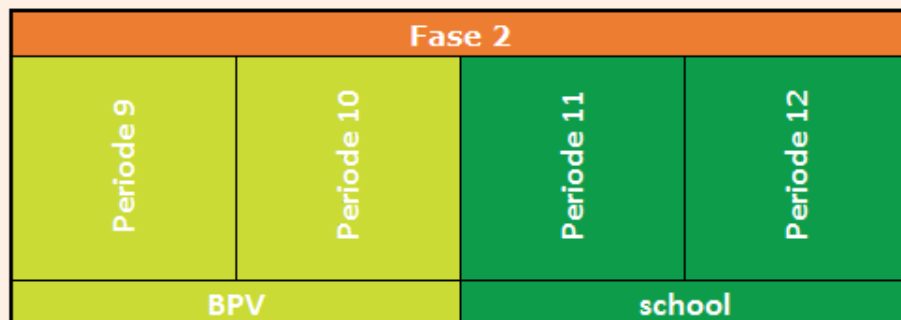 Fase 2
Periode 9
Periode 10
Periode 11
Periode 12
BPV
school